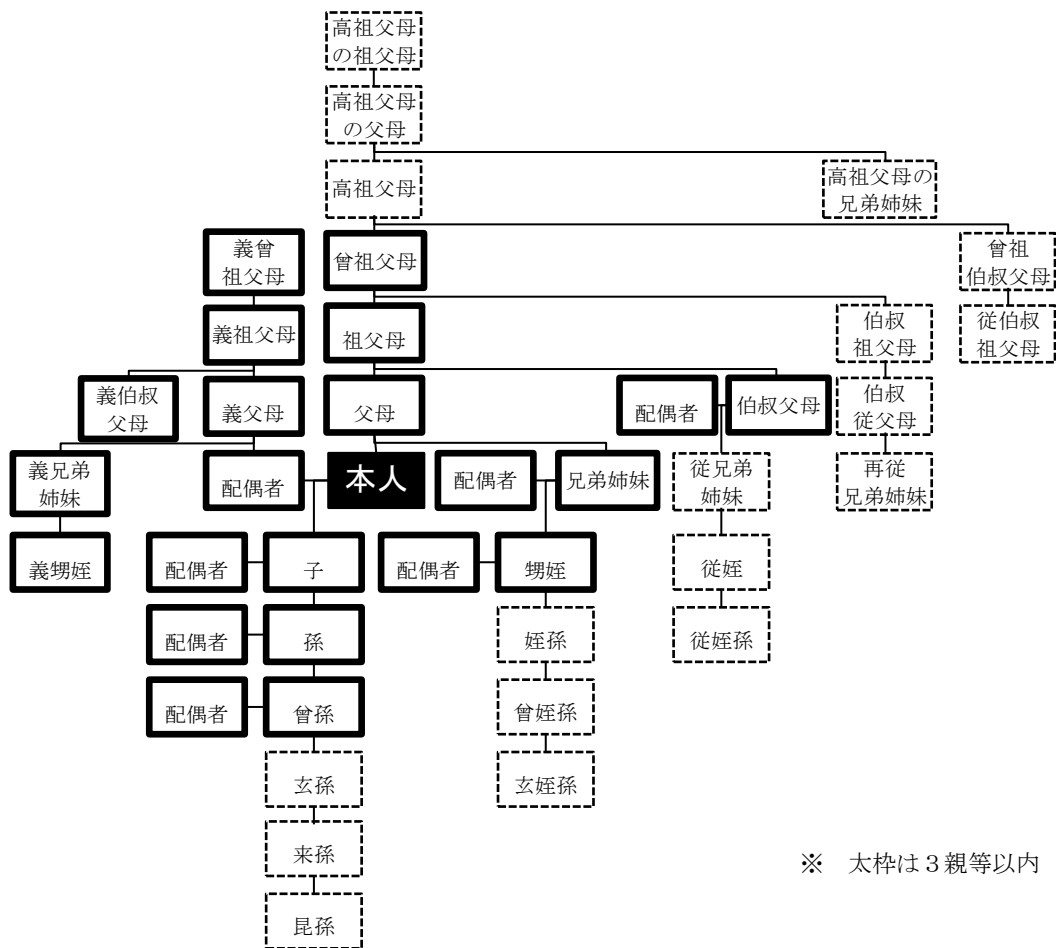 高祖父母
の祖父母
高祖父母
の父母
高祖父母
高祖父母の
兄弟姉妹
義曾
祖父母
曾祖父母
曾祖
伯叔父母
義祖父母
祖父母
伯叔
祖父母
従伯叔
祖父母
義伯叔
父母
義父母
父母
配偶者
伯叔父母
伯叔
従父母
義兄弟
姉妹
配偶者
本人
配偶者
兄弟姉妹
従兄弟
姉妹
再従
兄弟姉妹
義甥姪
配偶者
子
配偶者
甥姪
従姪
配偶者
孫
姪孫
従姪孫
配偶者
曾孫
曾姪孫
玄孫
玄姪孫
来孫
※　太枠は３親等以内
昆孫